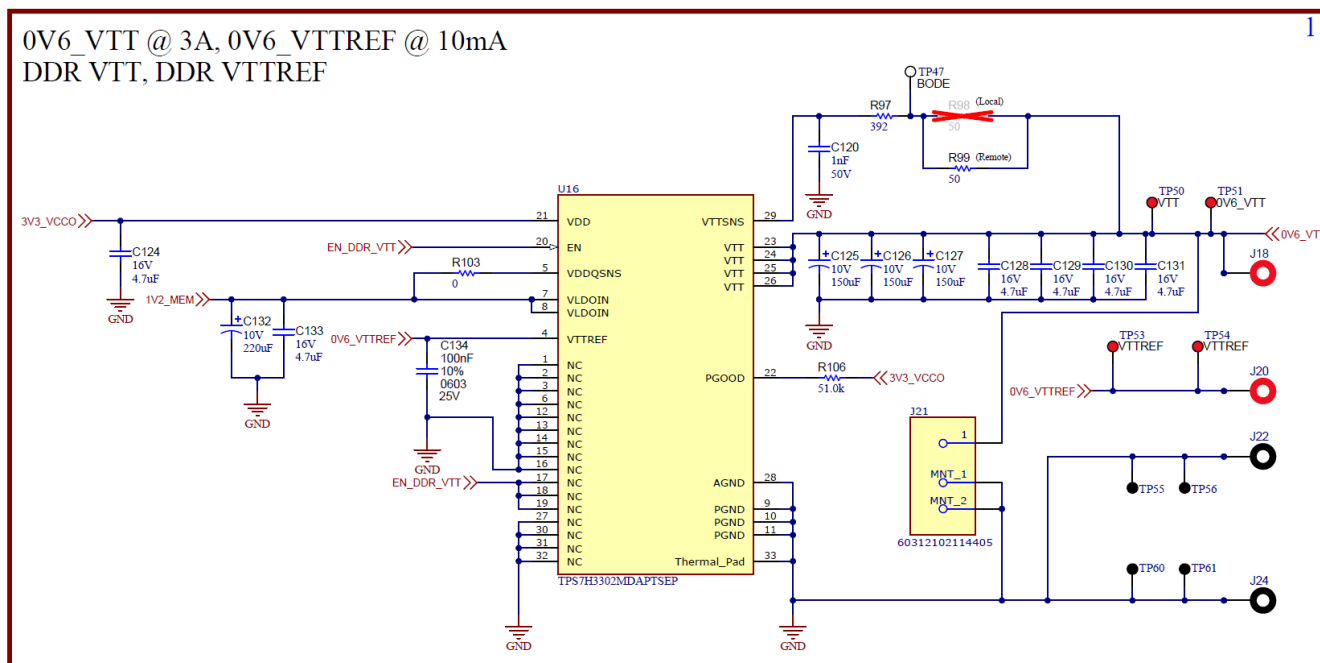 0V6_VTT @ 3A, 0V6_VTTREF @ 10mA
DDR VTT, DDR VTTREF
1
TP47
BODE
R97
392
R98 (Local)
50
R99 (Remote)
50
C120
1nF
50V
GND
U16
3V3_VCCO
C124
16V
4.7uF
GND
EN_DDR_VTT
R103
0
1V2_MEM
C132
10V
220uF
C133
16V
4.7uF
GND
0V6_VTTREF
C134
100nF
10%
0603
25V
GND
EN_DDR_VTT
21 VDD
20 EN
5 VDDQSNS
7 VLDOIN
8 VLDOIN
4 VTTREF
1 NC
2 NC
3 NC
6 NC
12 NC
13 NC
14 NC
15 NC
16 NC
17 NC
18 NC
19 NC
27 NC
30 NC
31 NC
32 NC
GND
VTTSNS 29
VTT 23
VTT 24
VTT 25
VTT 26
PGOOD 22
AGND 28
PGND 9
PGND 10
PGND 11
Thermal_Pad 33
TPS7H3302MDAPTSEP
GND
C125
10V
150uF
C126
10V
150uF
C127
10V
150uF
C128
16V
4.7uF
C129
16V
4.7uF
C130
16V
4.7uF
C131
16V
4.7uF
GND
TP50
VTT
TP51
0V6_VTT
0V6_VT
J18
R106
51.0k
3V3_VCCO
TP53
VTTREF
TP54
VTTREF
0V6_VTTREF
J20
J21
1
MNT_1
MNT_2
60312102114405
J22
TP55
TP56
TP60
TP61
J24